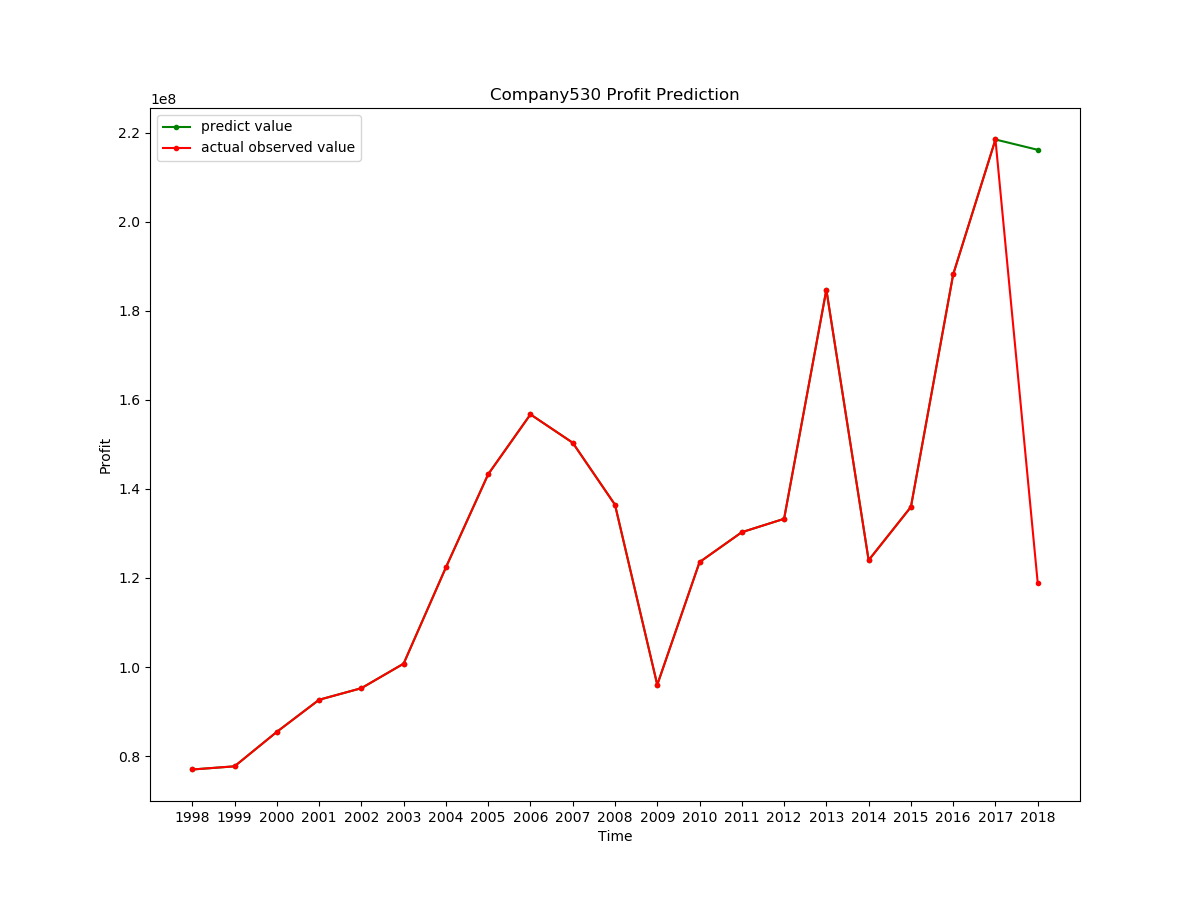 Company530 Profit Prediction
1e8
predict value
actual observed value
2.2
2.0
1.8
1.6
1.4
1.2
1.0
0.8
Profit
1998 1999 2000 2001 2002 2003 2004 2005 2006 2007 2008 2009 2010 2011 2012 2013 2014 2015 2016 2017 2018
Time